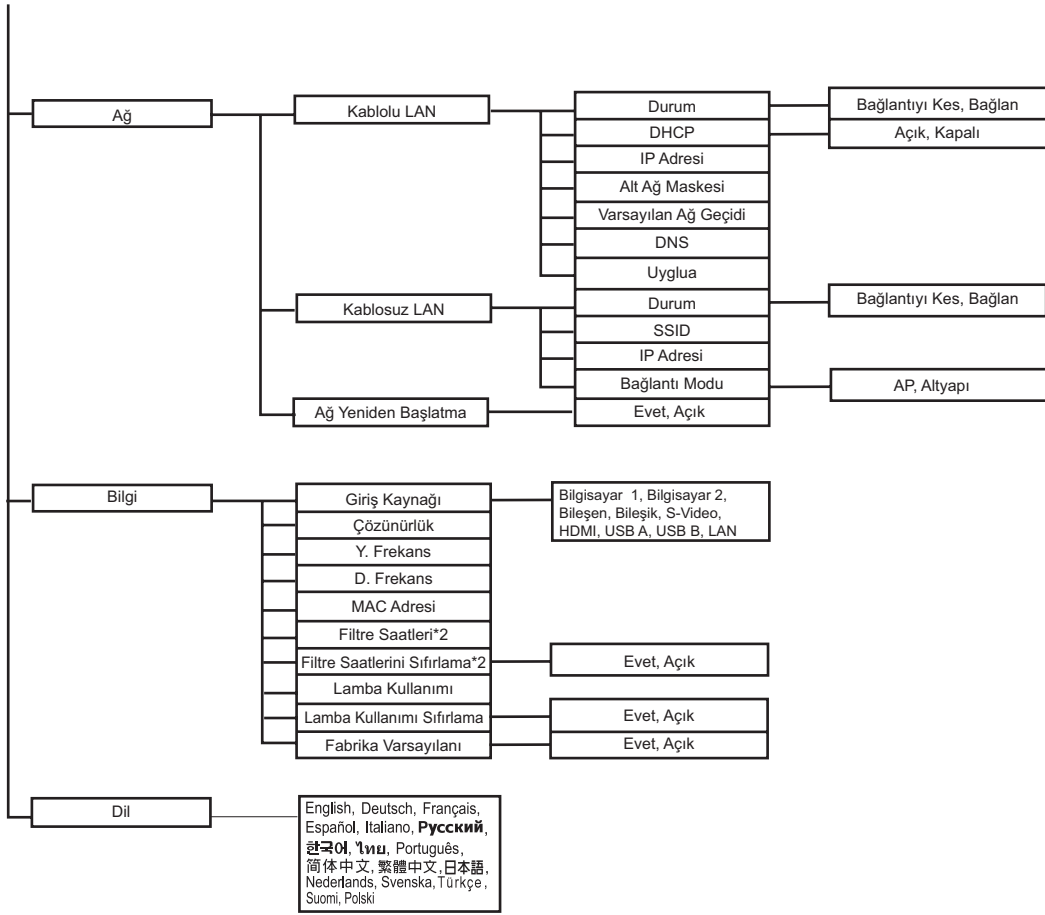 Ağ
Kablolu LAN
Durum
Bağlantıyı Kes, Bağlan
DHCP
Açık, Kapalı
IP Adresi
Alt Ağ Maskesi
Varsayılan Ağ Geçidi
DNS
Uyglua
Kablosuz LAN
Durum
Bağlantıyı Kes, Bağlan
SSID
IP Adresi
Bağlantı Modu
AP, Altyapı
Ağ Yeniden Başlatma
Evet, Açık
Bilgi
Giriş Kaynağı
Bilgisayar 1, Bilgisayar 2,
Bileşen, Bileşik, S-Video,
HDMI, USB A, USB B, LAN
Çözünürlük
Y. Frekans
D. Frekans
MAC Adresi
Filtre Saatleri*2
Filtre Saatlerini Sıfırlama*2
Evet, Açık
Lamba Kullanımı
Lamba Kullanımı Sıfırlama
Evet, Açık
Fabrika Varsayılanı
Evet, Açık
Dil
English, Deutsch, Français,
Español, Italiano, Русский,
한국어, ไทย, Português,
简体中文, 繁體中文, 日本語,
Nederlands, Svenska, Türkçe,
Suomi, Polski